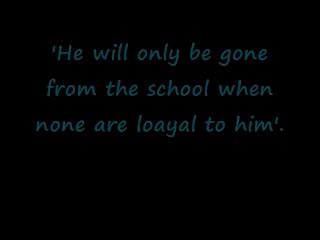 'He will only be gone
from the school when
none are loayal to him'.